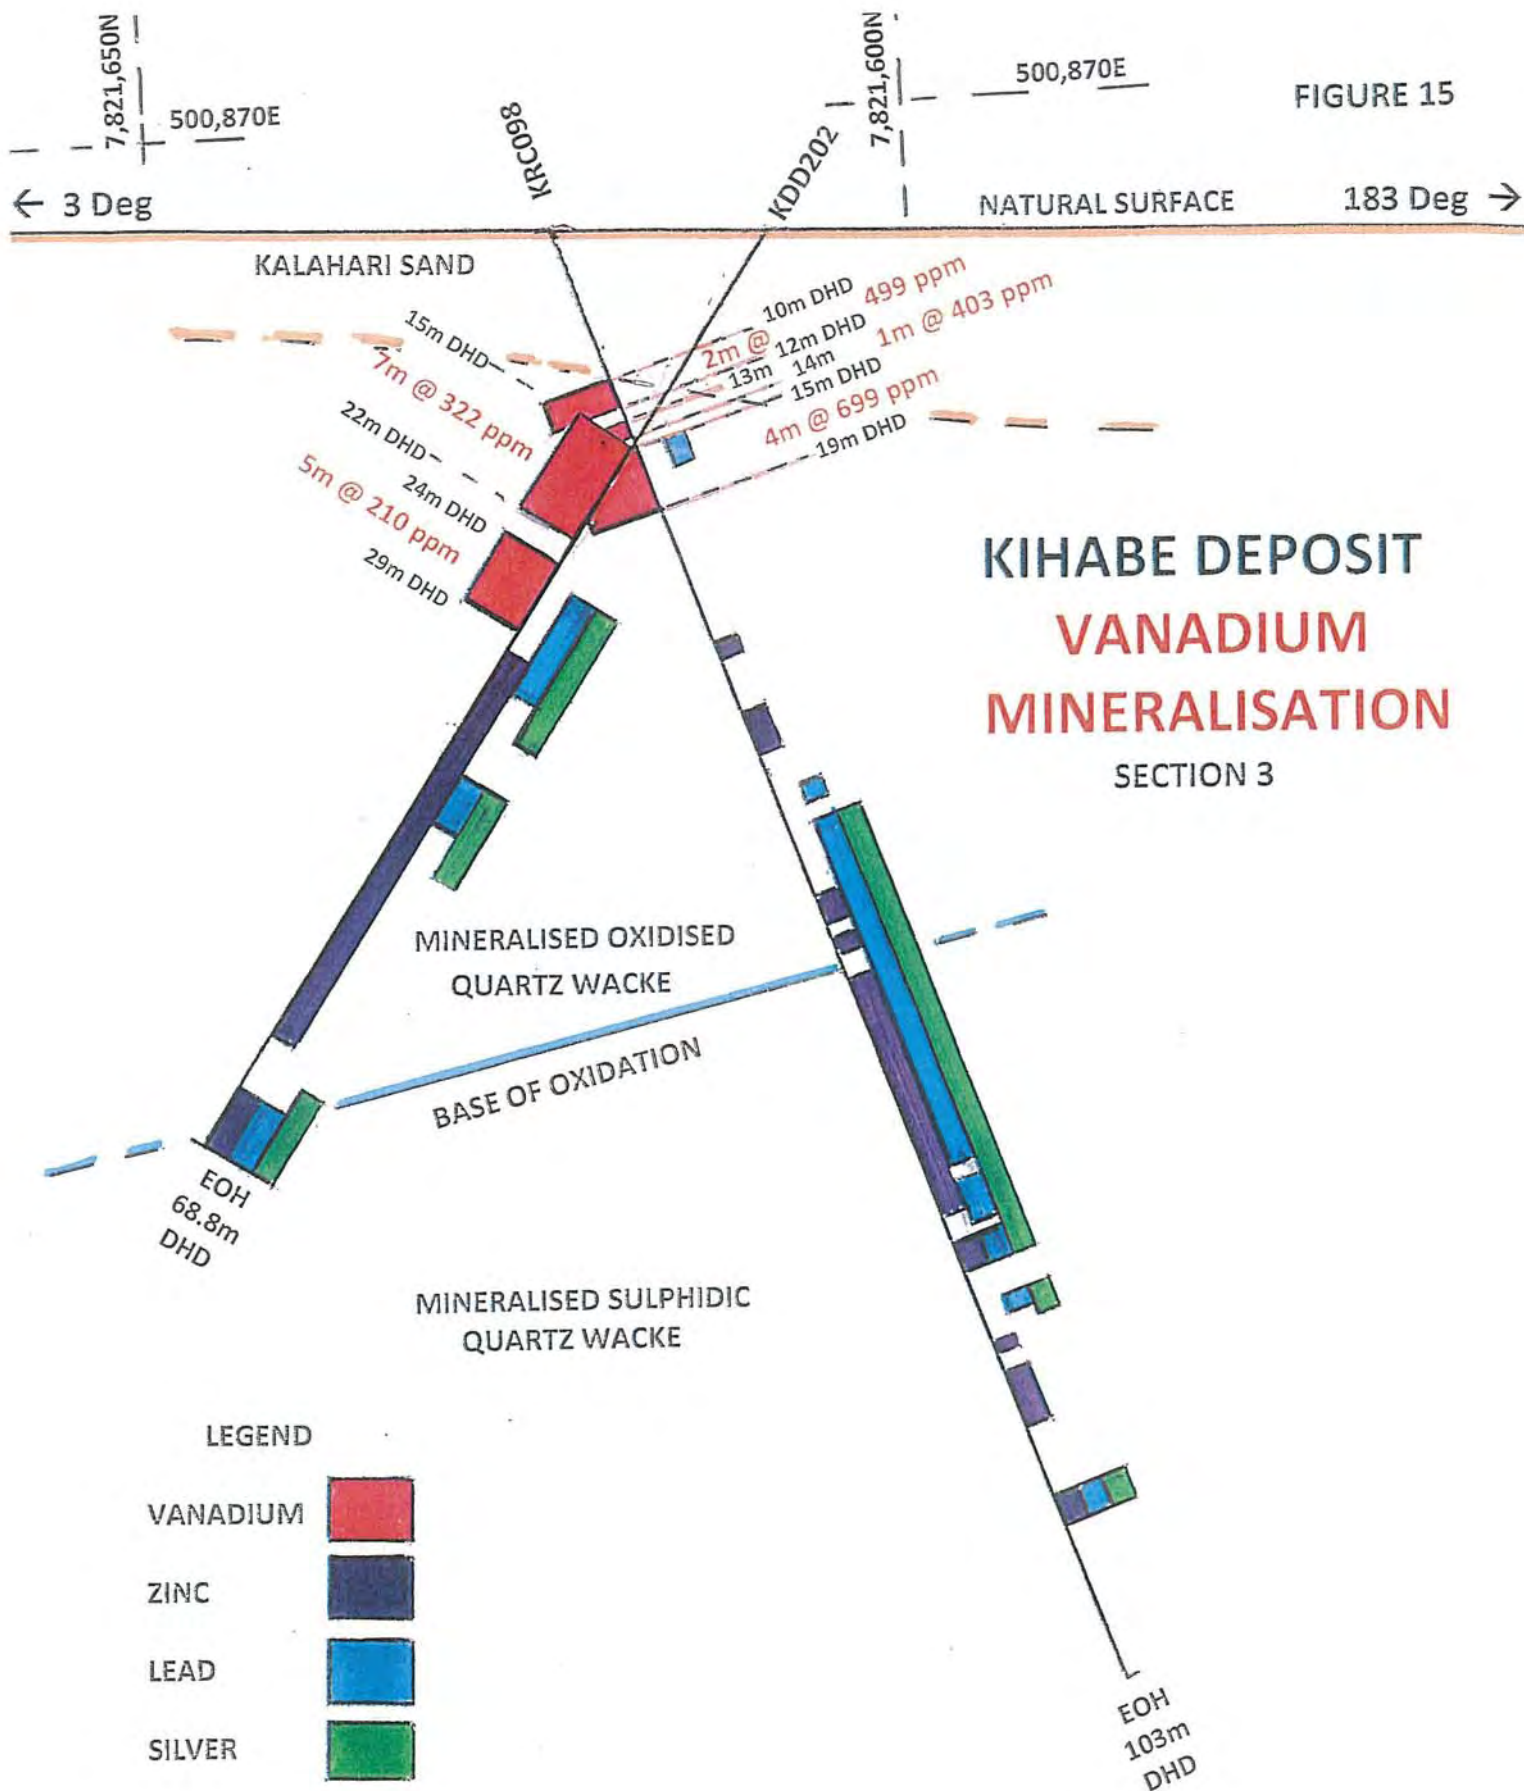 7,821,650N
500,870E
KRC098
KDD202
7,821,600N
500,870E
FIGURE 15
← 3 Deg
NATURAL SURFACE
183 Deg →
KALAHARI SAND
15m DHD
7m @ 322 ppm
22m DHD
24m DHD
5m @ 210 ppm
29m DHD
10m DHD
2m @ 499 ppm
12m DHD
13m
14m
1m @ 403 ppm
15m DHD
4m @ 699 ppm
19m DHD
KIHABE DEPOSIT
VANADIUM
MINERALISATION
SECTION 3
MINERALISED OXIDISED
QUARTZ WACKE
BASE OF OXIDATION
EOH
68.8m
DHD
MINERALISED SULPHIDIC
QUARTZ WACKE
LEGEND
VANADIUM
ZINC
LEAD
SILVER
EOH
103m
DHD